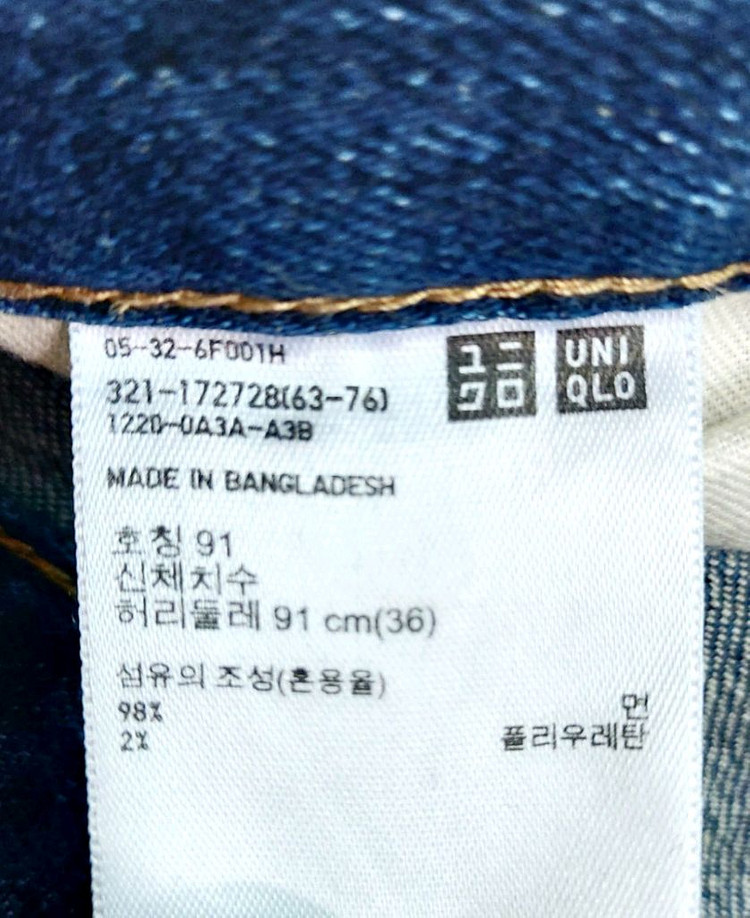 05-32-6F001H
ユニ
クロ
UNI
QLO
321-172728(63-76)
1220-0A3A-A3B
MADE IN BANGLADESH
호칭 91
신체치수
허리둘레 91 cm(36)
섬유의 조성(혼용율)
98% 면
2% 폴리우레탄